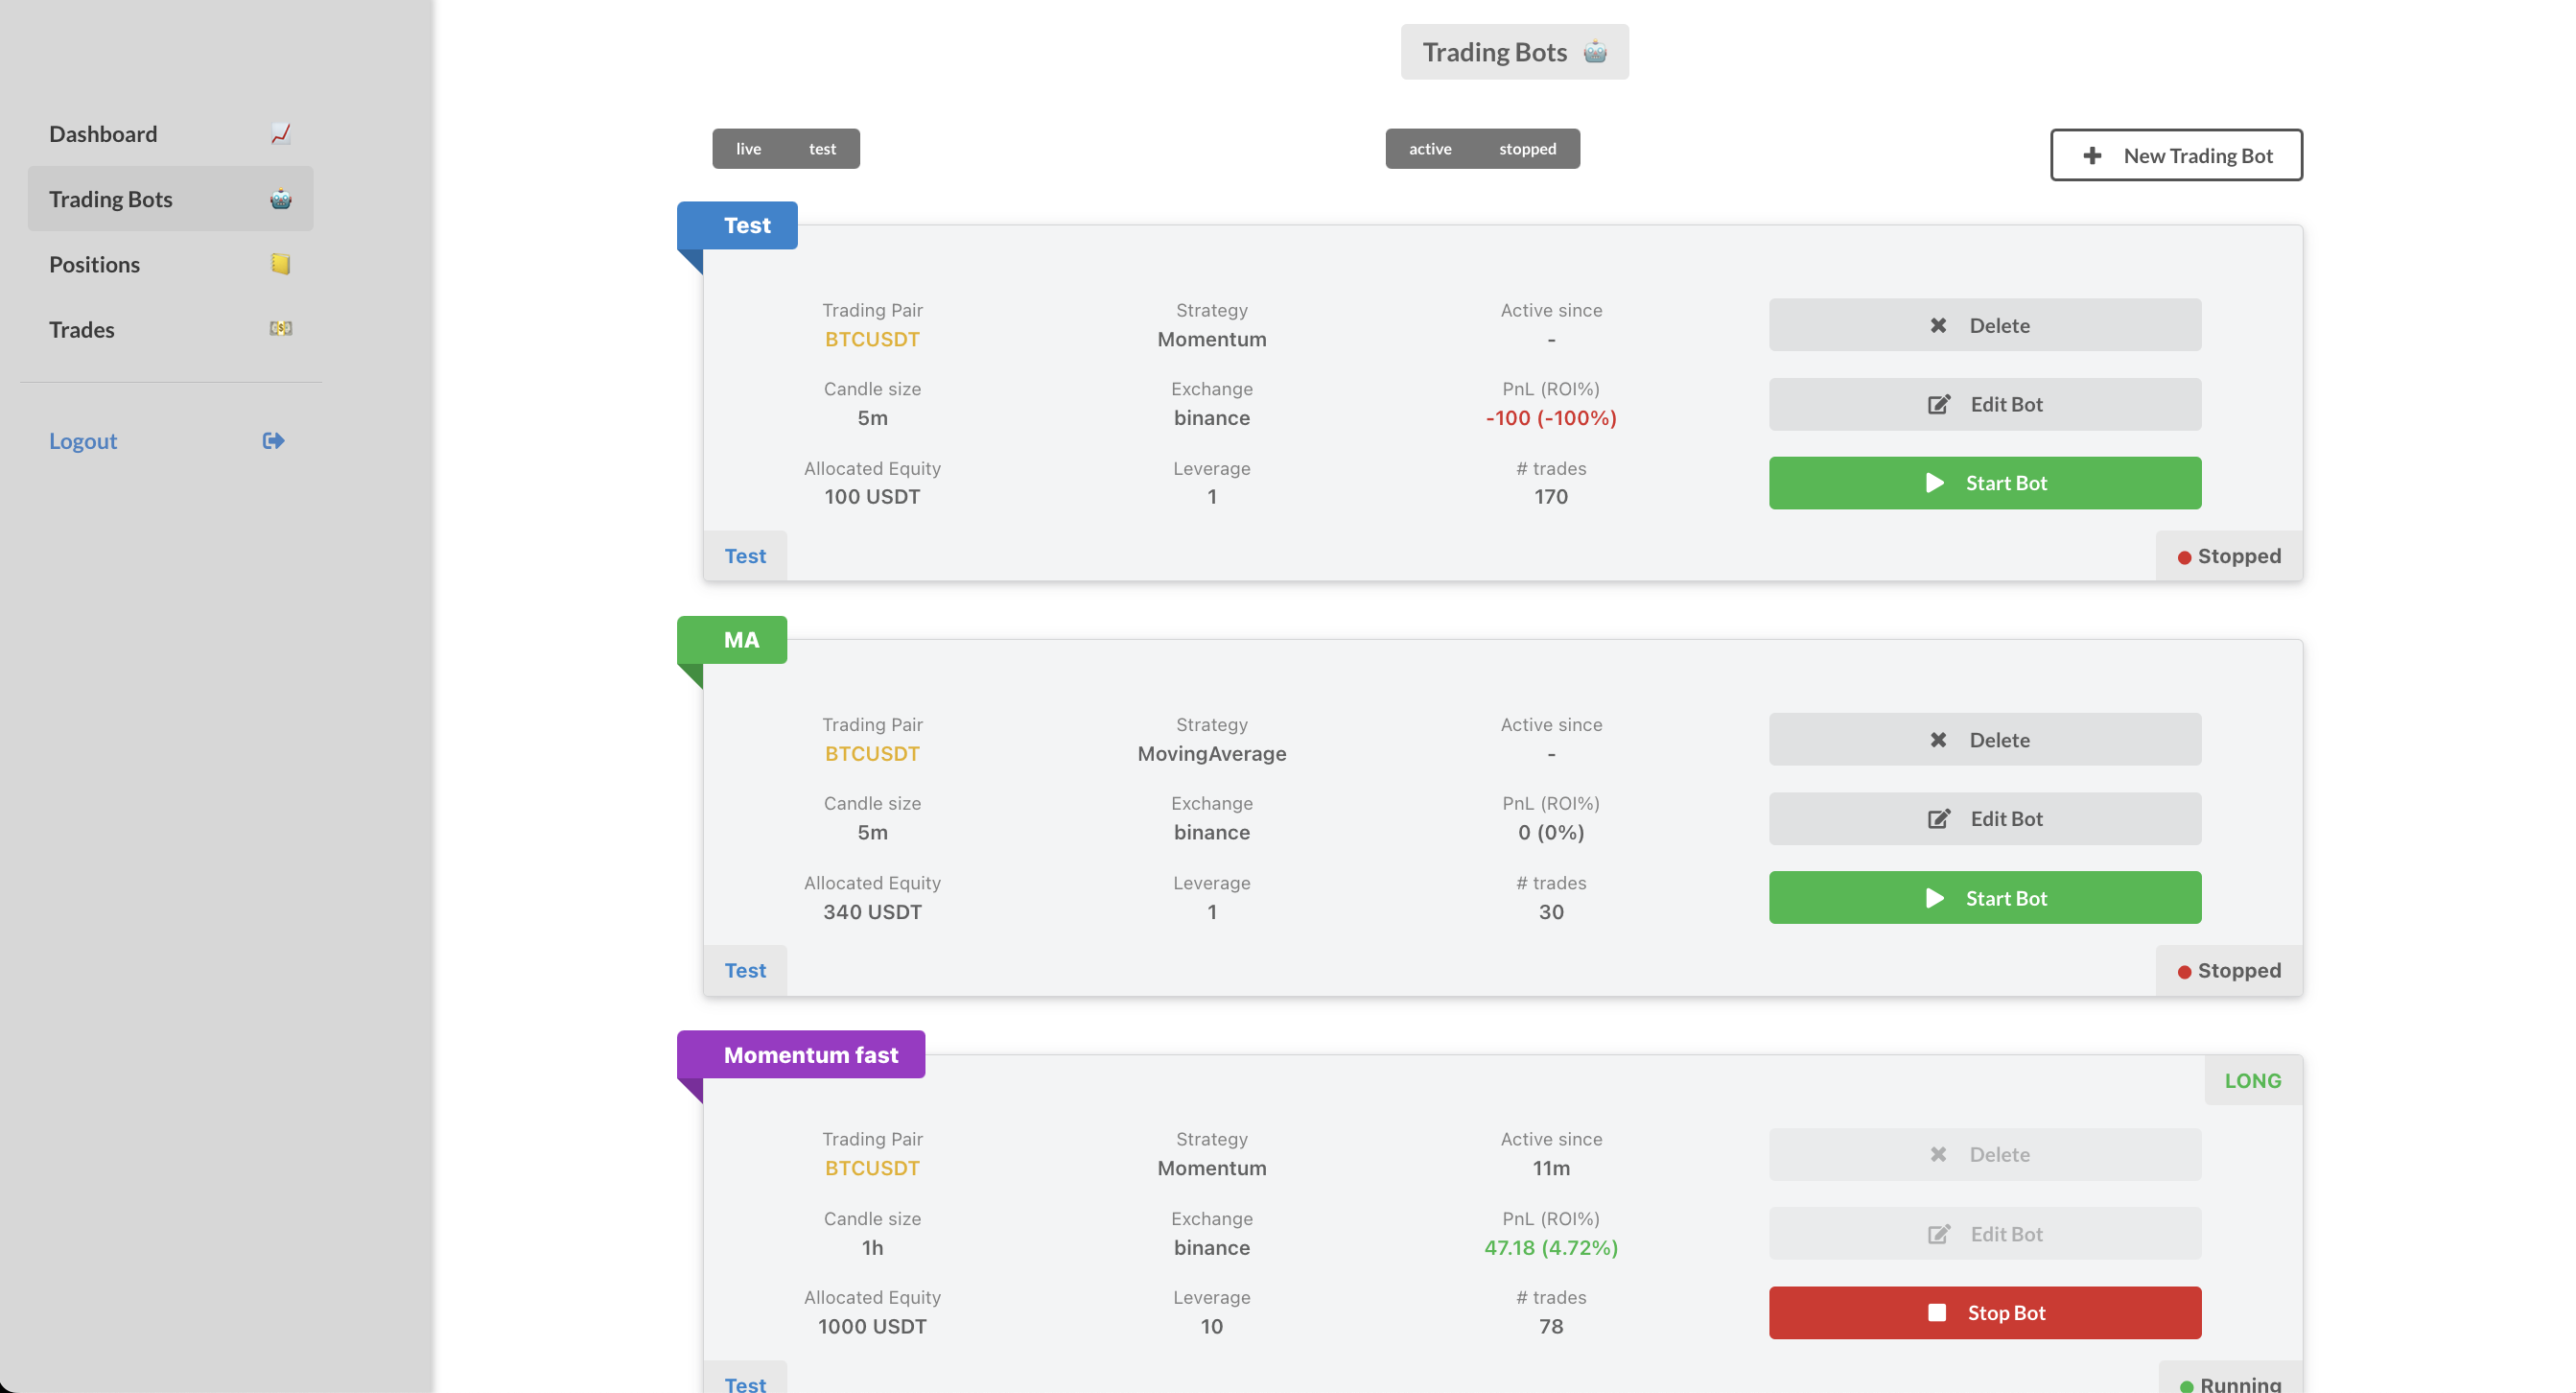 Trading Bots
Dashboard
Trading Bots
Positions
Trades
Logout
live test
active stopped
New Trading Bot
Test
Trading Pair
BTCUSDT
Strategy
Momentum
Active since
-
Delete
Candle size
5m
Exchange
binance
PnL (ROI%)
-100 (-100%)
Edit Bot
Allocated Equity
100 USDT
Leverage
1
# trades
170
Start Bot
Test
Stopped
MA
Trading Pair
BTCUSDT
Strategy
MovingAverage
Active since
-
Delete
Candle size
5m
Exchange
binance
PnL (ROI%)
0 (0%)
Edit Bot
Allocated Equity
340 USDT
Leverage
1
# trades
30
Start Bot
Test
Stopped
Momentum fast
LONG
Trading Pair
BTCUSDT
Strategy
Momentum
Active since
11m
Delete
Candle size
1h
Exchange
binance
PnL (ROI%)
47.18 (4.72%)
Edit Bot
Allocated Equity
1000 USDT
Leverage
10
# trades
78
Stop Bot
Test
Running